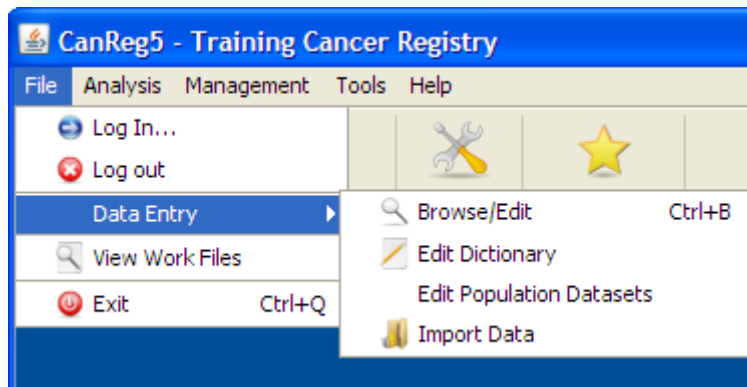 CanReg5 - Training Cancer Registry
File Analysis Management Tools Help
Log In...
Log out
Data Entry
View Work Files
Exit Ctrl+Q
Browse/Edit Ctrl+B
Edit Dictionary
Edit Population Datasets
Import Data